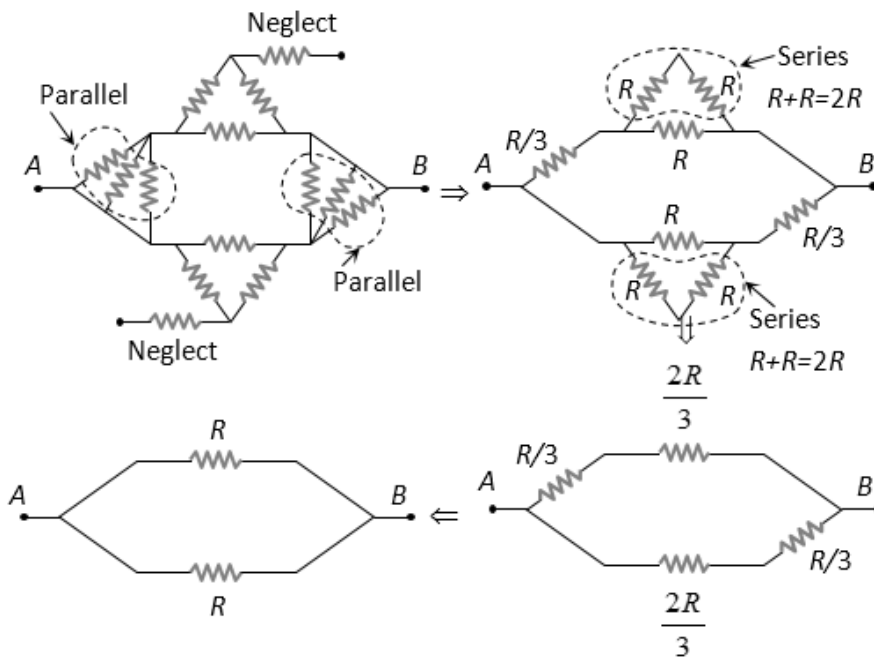 Neglect
Parallel
A
B
Parallel
Neglect
⇒
Series
R+R=2R
R
R
R/3
R
A
B
R
R/3
R
R
Series
R+R=2R
⇓
2R/3
R/3
A
B
R/3
2R/3
⇐
R
A
B
R